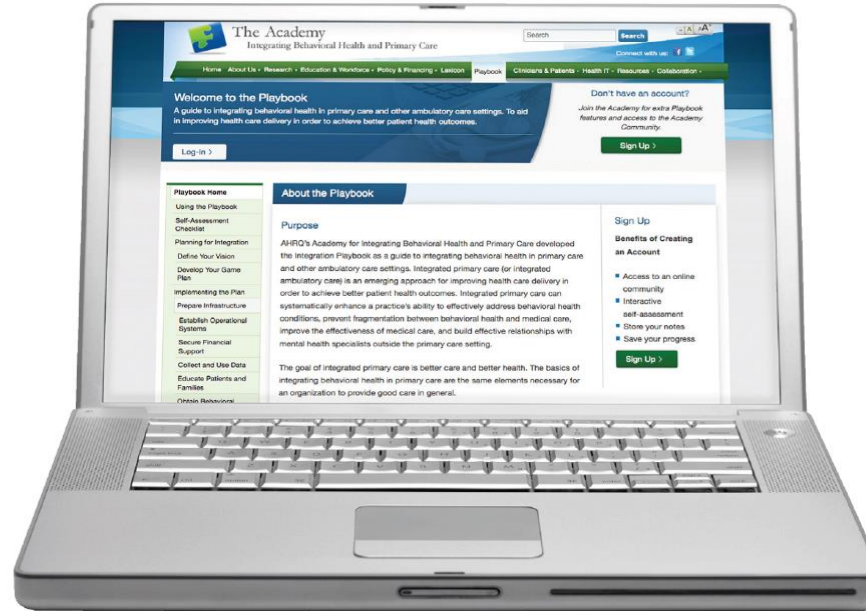 The Academy
Integrating Behavioral Health and Primary Care
Search
Search
A A A+
Connect with us:
Home About Us Research Education & Workforce Policy & Financing Lexicon Playbook Clinicians & Patients Health IT Resources Collaboration
Welcome to the Playbook
A guide to integrating behavioral health in primary care and other ambulatory care settings. To aid
in improving health care delivery in order to achieve better patient health outcomes.
Log-in >
Don't have an account?
Join the Academy for extra Playbook
features and access to the Academy
Community.
Sign Up >
Playbook Home
Using the Playbook
Self-Assessment
Checklist
Planning for Integration
Define Your Vision
Develop Your Game
Plan
Implementing the Plan
Prepare Infrastructure
Establish Operational
Systems
Secure Financial
Support
Collect and Use Data
Educate Patients and
Families
Obtain Behavioral
About the Playbook
Purpose
AHRQ's Academy for Integrating Behavioral Health and Primary Care developed
the Integration Playbook as a guide to integrating behavioral health in primary care
and other ambulatory care settings. Integrated primary care (or integrated
ambulatory care) is an emerging approach for improving health care delivery in
order to achieve better patient health outcomes. Integrated primary care can
systematically enhance a practice's ability to effectively address behavioral health
conditions, prevent fragmentation between behavioral health and medical care,
improve the effectiveness of medical care, and build effective relationships with
mental health specialists outside the primary care setting.
The goal of integrated primary care is better care and better health. The basics of
integrating behavioral health in primary care are the same elements necessary for
an organization to provide good care in general.
Sign Up
Benefits of Creating
an Account
Access to an online
community
Interactive
self-assessment
Store your notes
Save your progress
Sign Up >